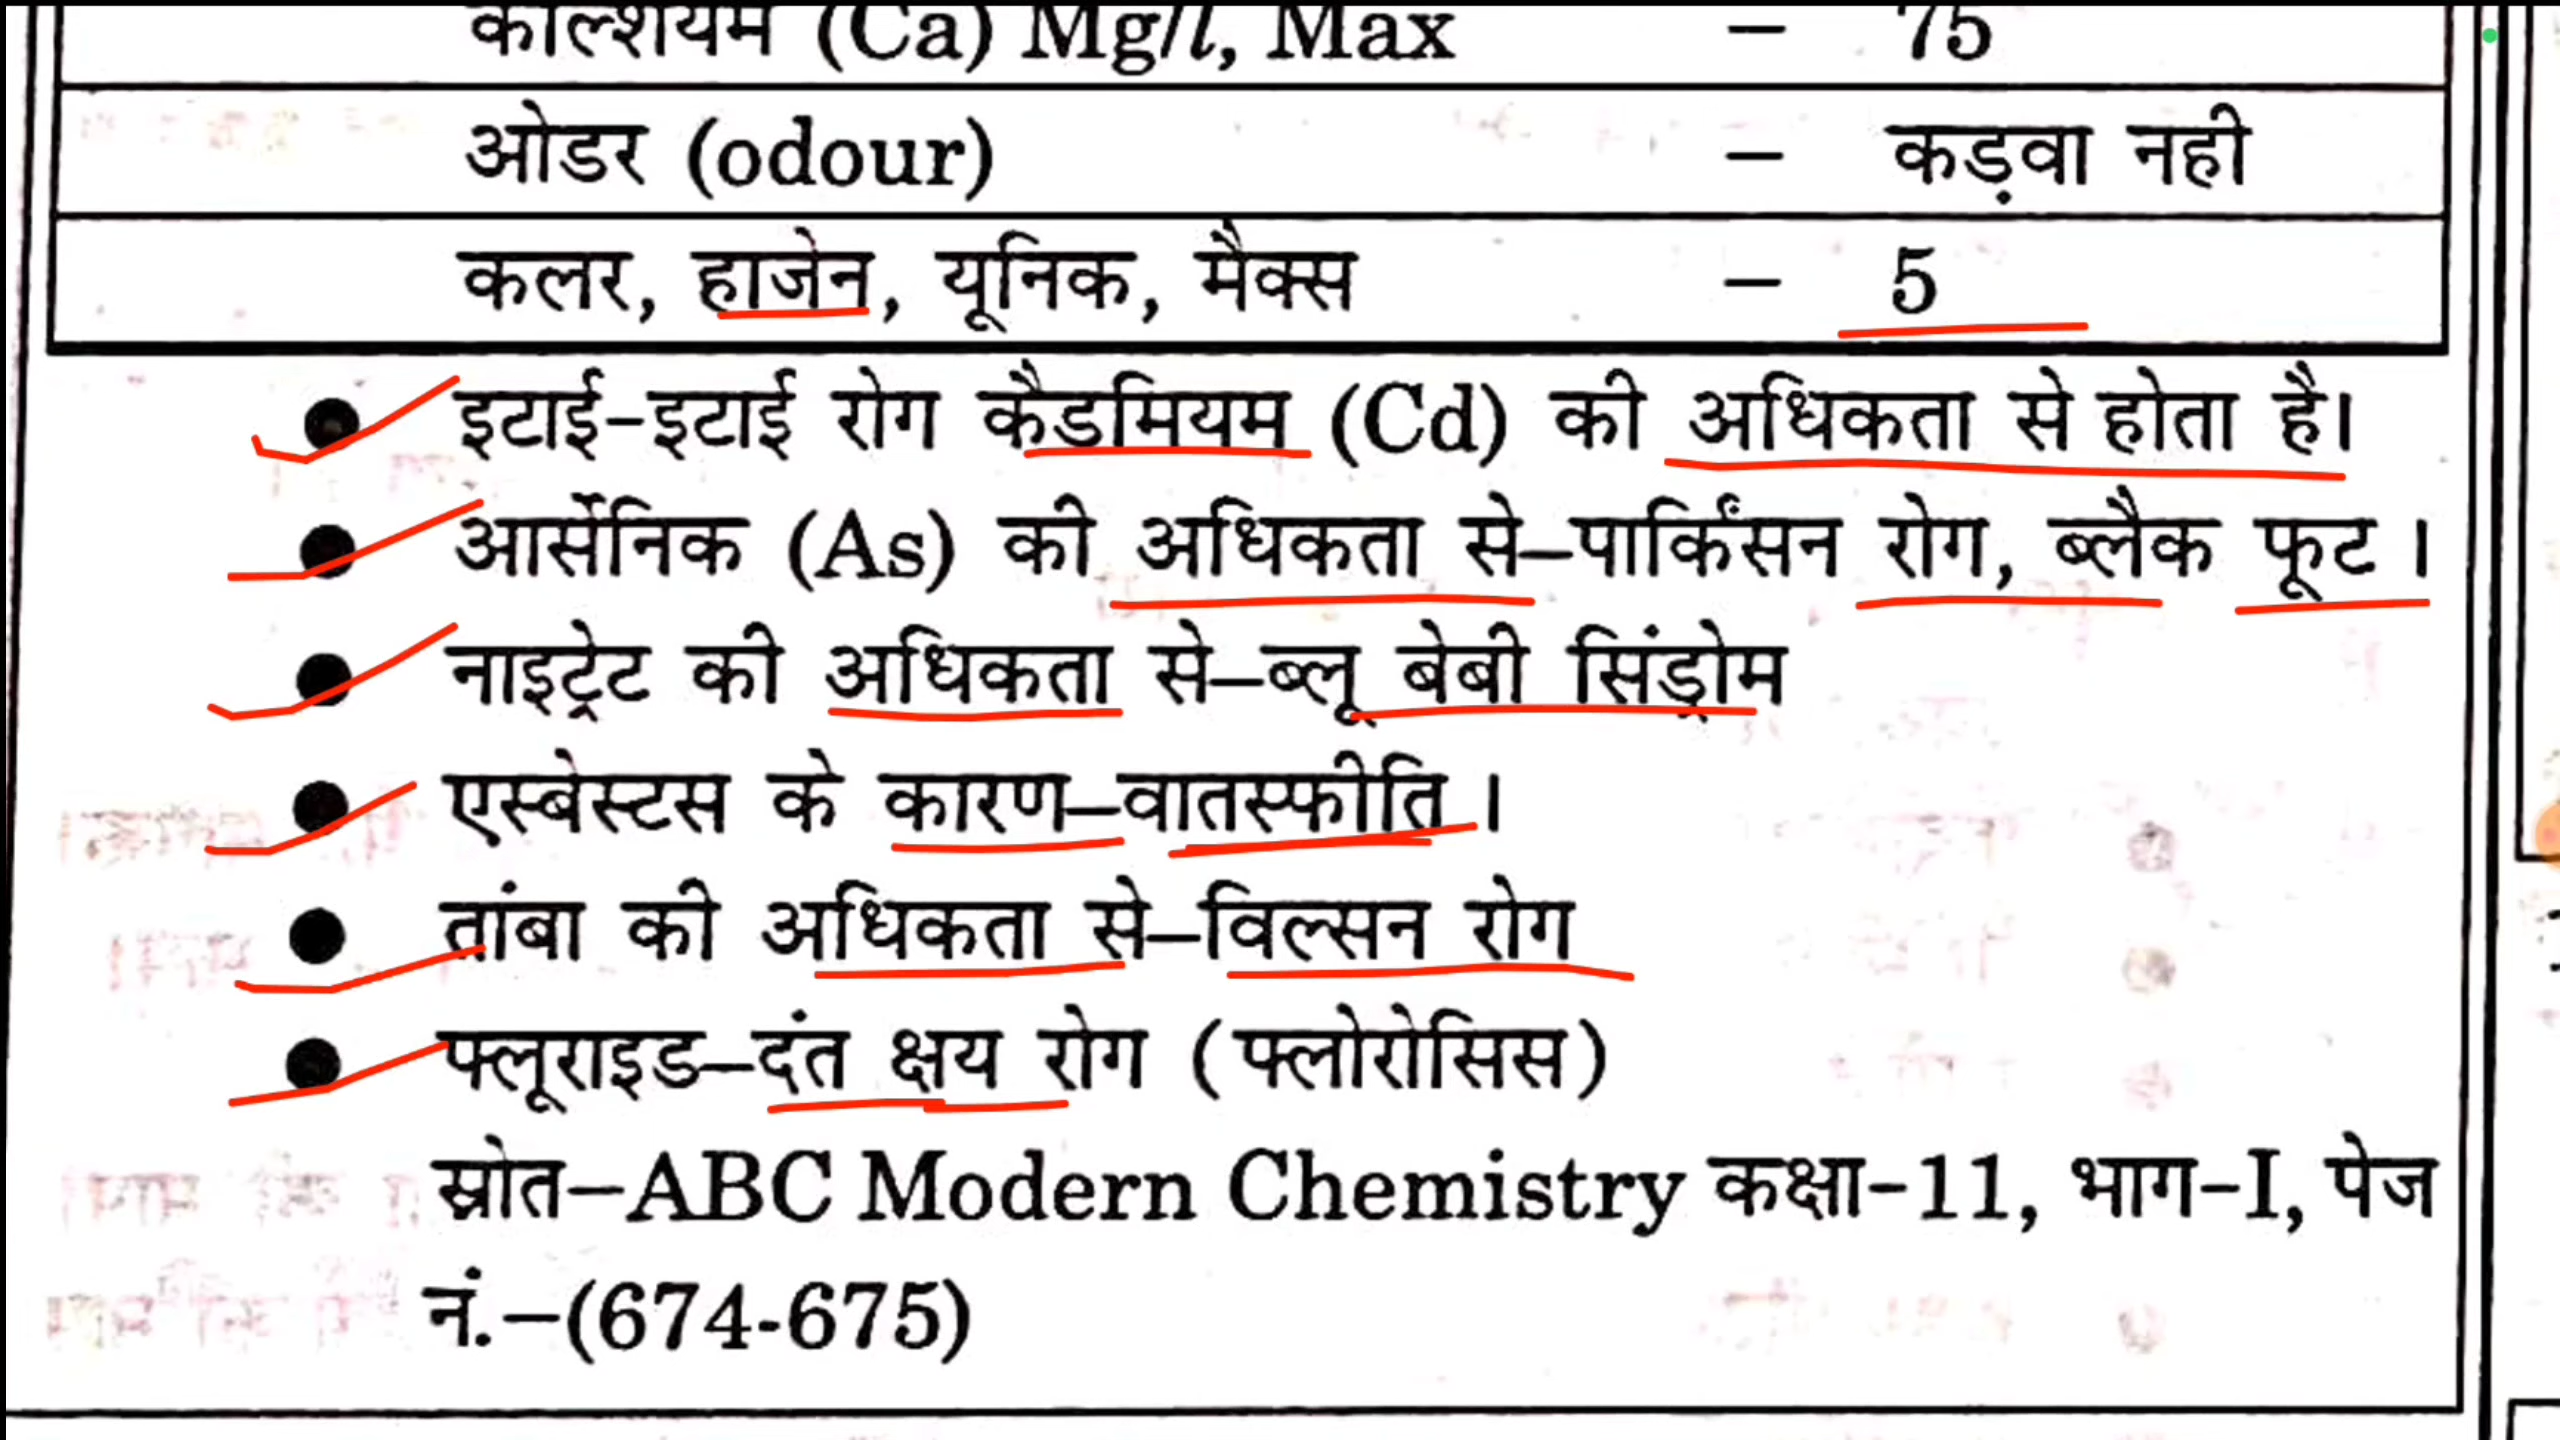 कैल्शियम (Ca) Mg/l, Max – 75
ओडर (odour) – कड़वा नही
कलर, हाजेन, यूनिक, मैक्स – 5
● इटाई-इटाई रोग कैडमियम (Cd) की अधिकता से होता है।
● आर्सेनिक (As) की अधिकता से–पार्किंसन रोग, ब्लैक फूट।
● नाइट्रेट की अधिकता से–ब्लू बेबी सिंड्रोम
● एस्बेस्टस के कारण–वातस्फीति।
● तांबा की अधिकता से–विल्सन रोग
● फ्लूराइड–दंत क्षय रोग (फ्लोरोसिस)
स्रोत–ABC Modern Chemistry कक्षा-11, भाग-I, पेज
नं.–(674-675)